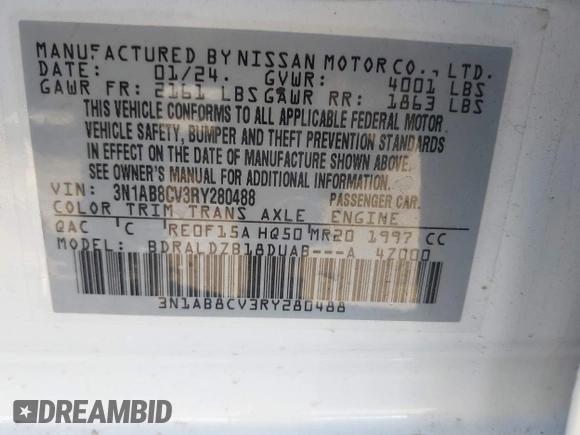 MANUFACTURED BY NISSAN MOTOR CO., LTD.
DATE: 01/24. GVWR: 4001 LBS
GAWR FR: 2161 LBS GAWR RR: 1863 LBS
THIS VEHICLE CONFORMS TO ALL APPLICABLE FEDERAL MOTOR
VEHICLE SAFETY, BUMPER AND THEFT PREVENTION STANDARDS
IN EFFECT ON THE DATE OF MANUFACTURE SHOWN ABOVE.
SEE OWNER'S MANUAL FOR ADDITIONAL INFORMATION.
VIN: 3N1AB8CV3RY280488 PASSENGER CAR.
COLOR TRIM TRANS AXLE ENGINE
QAC C RE0F15A HQ50 MR20 1997 CC
MODEL: BDRALDZB18DUAB---A 47000
3N1AB8CV3RY280488
DREAMBID